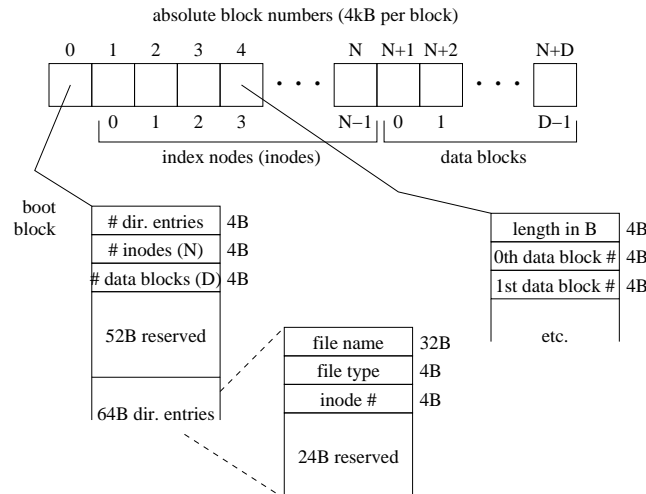 absolute block numbers (4kB per block)
0 1 2 3 4 N N+1 N+2 N+D
0 1 2 3 N−1 0 1 D−1
index nodes (inodes) data blocks
boot
block
# dir. entries 4B
# inodes (N) 4B
# data blocks (D) 4B
52B reserved
64B dir. entries
file name 32B
file type 4B
inode # 4B
24B reserved
length in B 4B
0th data block # 4B
1st data block # 4B
etc.